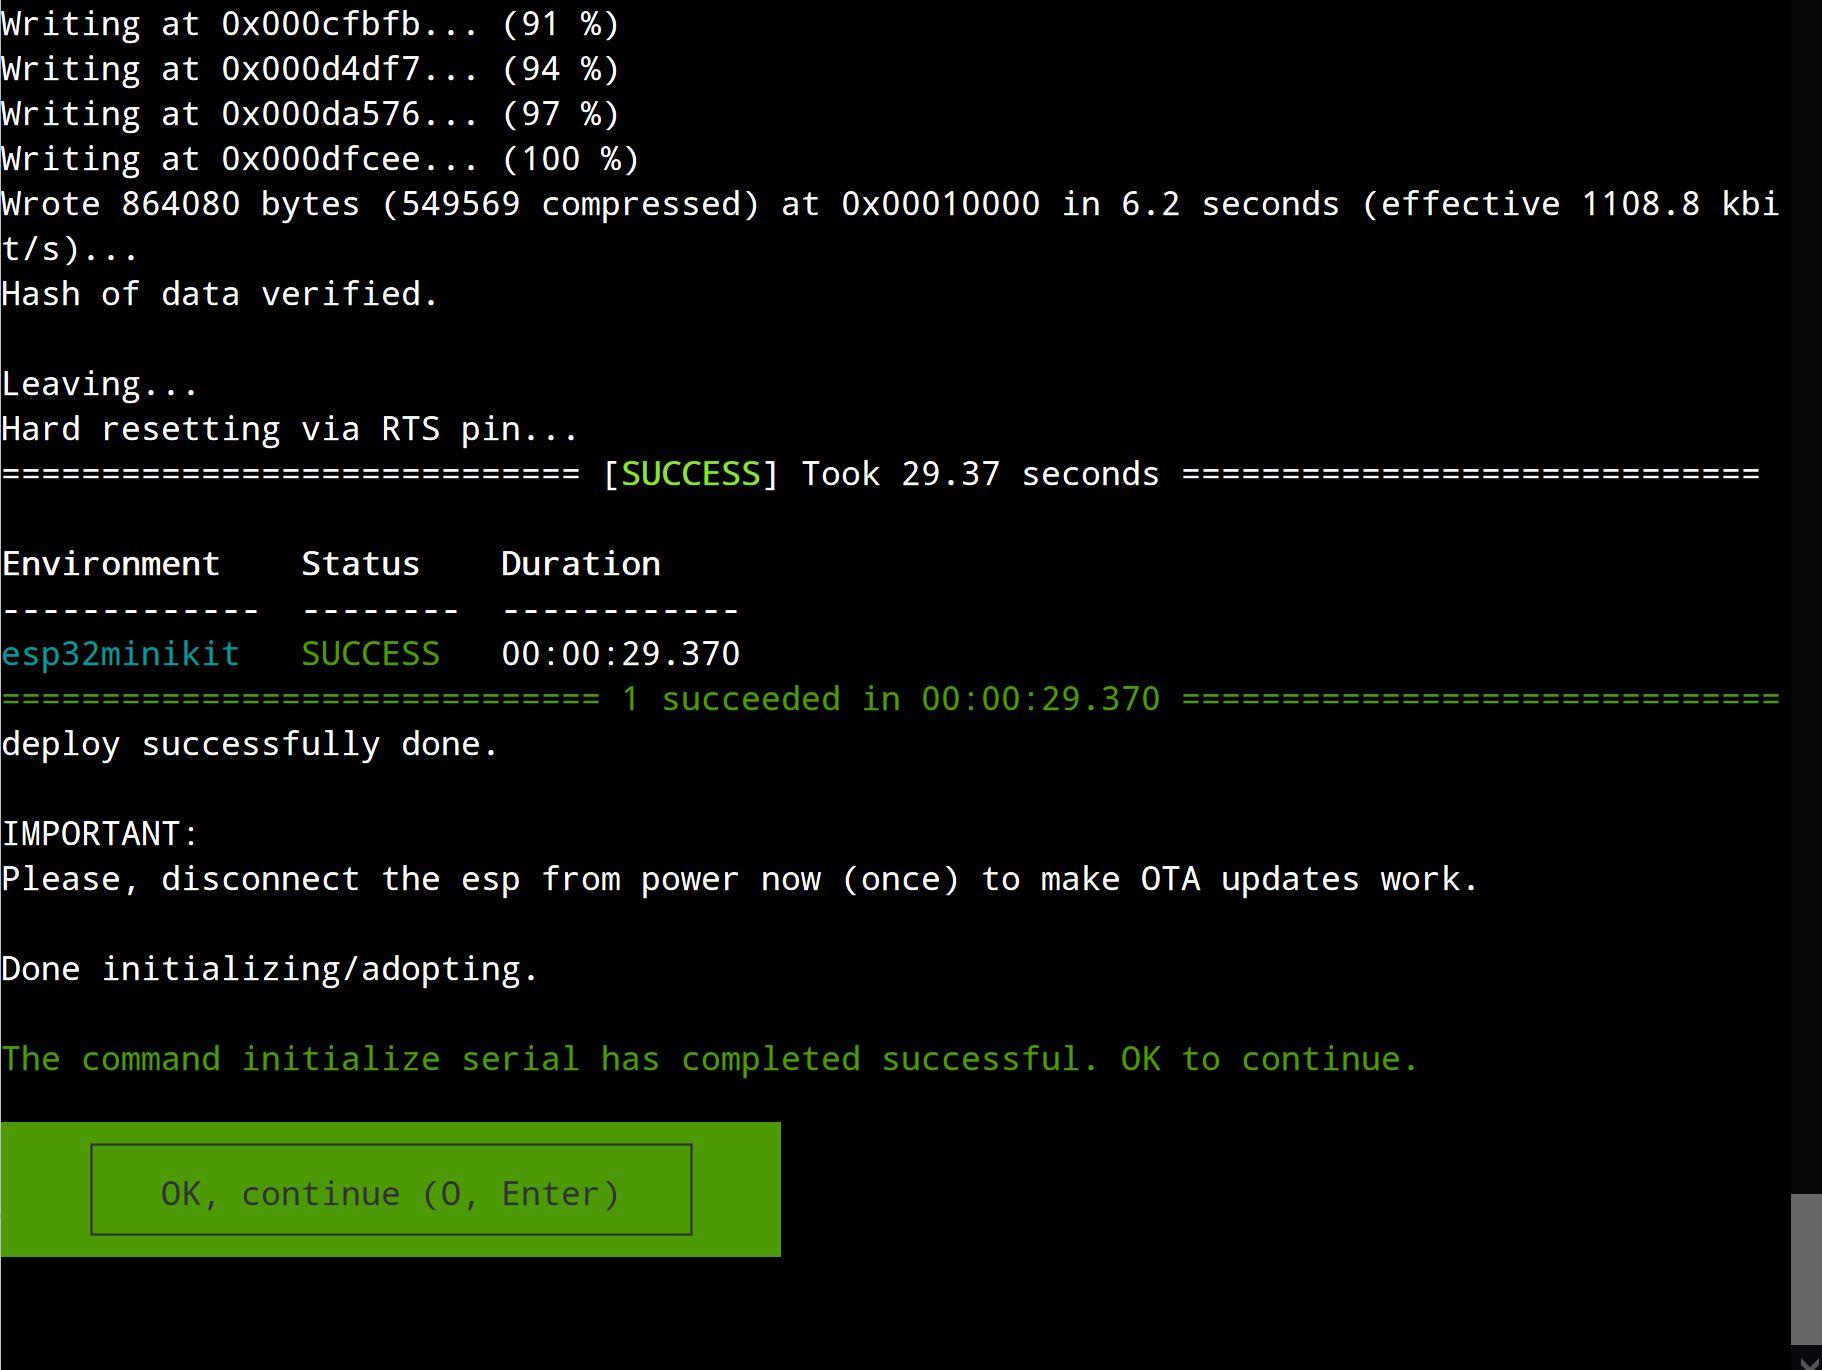 Writing at 0x000cfbfb... (91 %)
Writing at 0x000d4df7... (94 %)
Writing at 0x000da576... (97 %)
Writing at 0x000dfcee... (100 %)
Wrote 864080 bytes (549569 compressed) at 0x00010000 in 6.2 seconds (effective 1108.8 kbi
t/s)...
Hash of data verified.
Leaving...
Hard resetting via RTS pin...
============================= [SUCCESS] Took 29.37 seconds =============================
Environment    Status    Duration
-------------  --------  ------------
esp32minikit   SUCCESS   00:00:29.370
============================== 1 succeeded in 00:00:29.370 ==============================
deploy successfully done.
IMPORTANT:
Please, disconnect the esp from power now (once) to make OTA updates work.
Done initializing/adopting.
The command initialize serial has completed successful. OK to continue.
OK, continue (O, Enter)